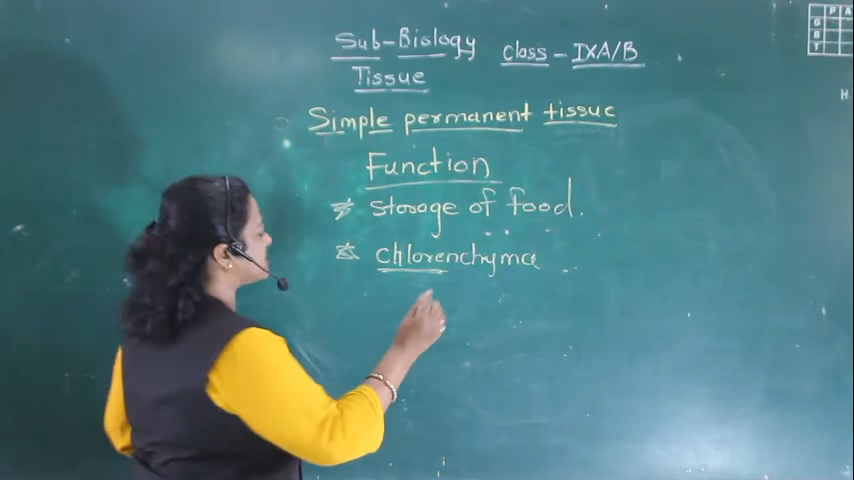 Sub-Biology Class - IXA/B
Tissue
Simple permanent tissue
Function
* Storage of food.
* chlorenchyma
P A
G
B
T
H